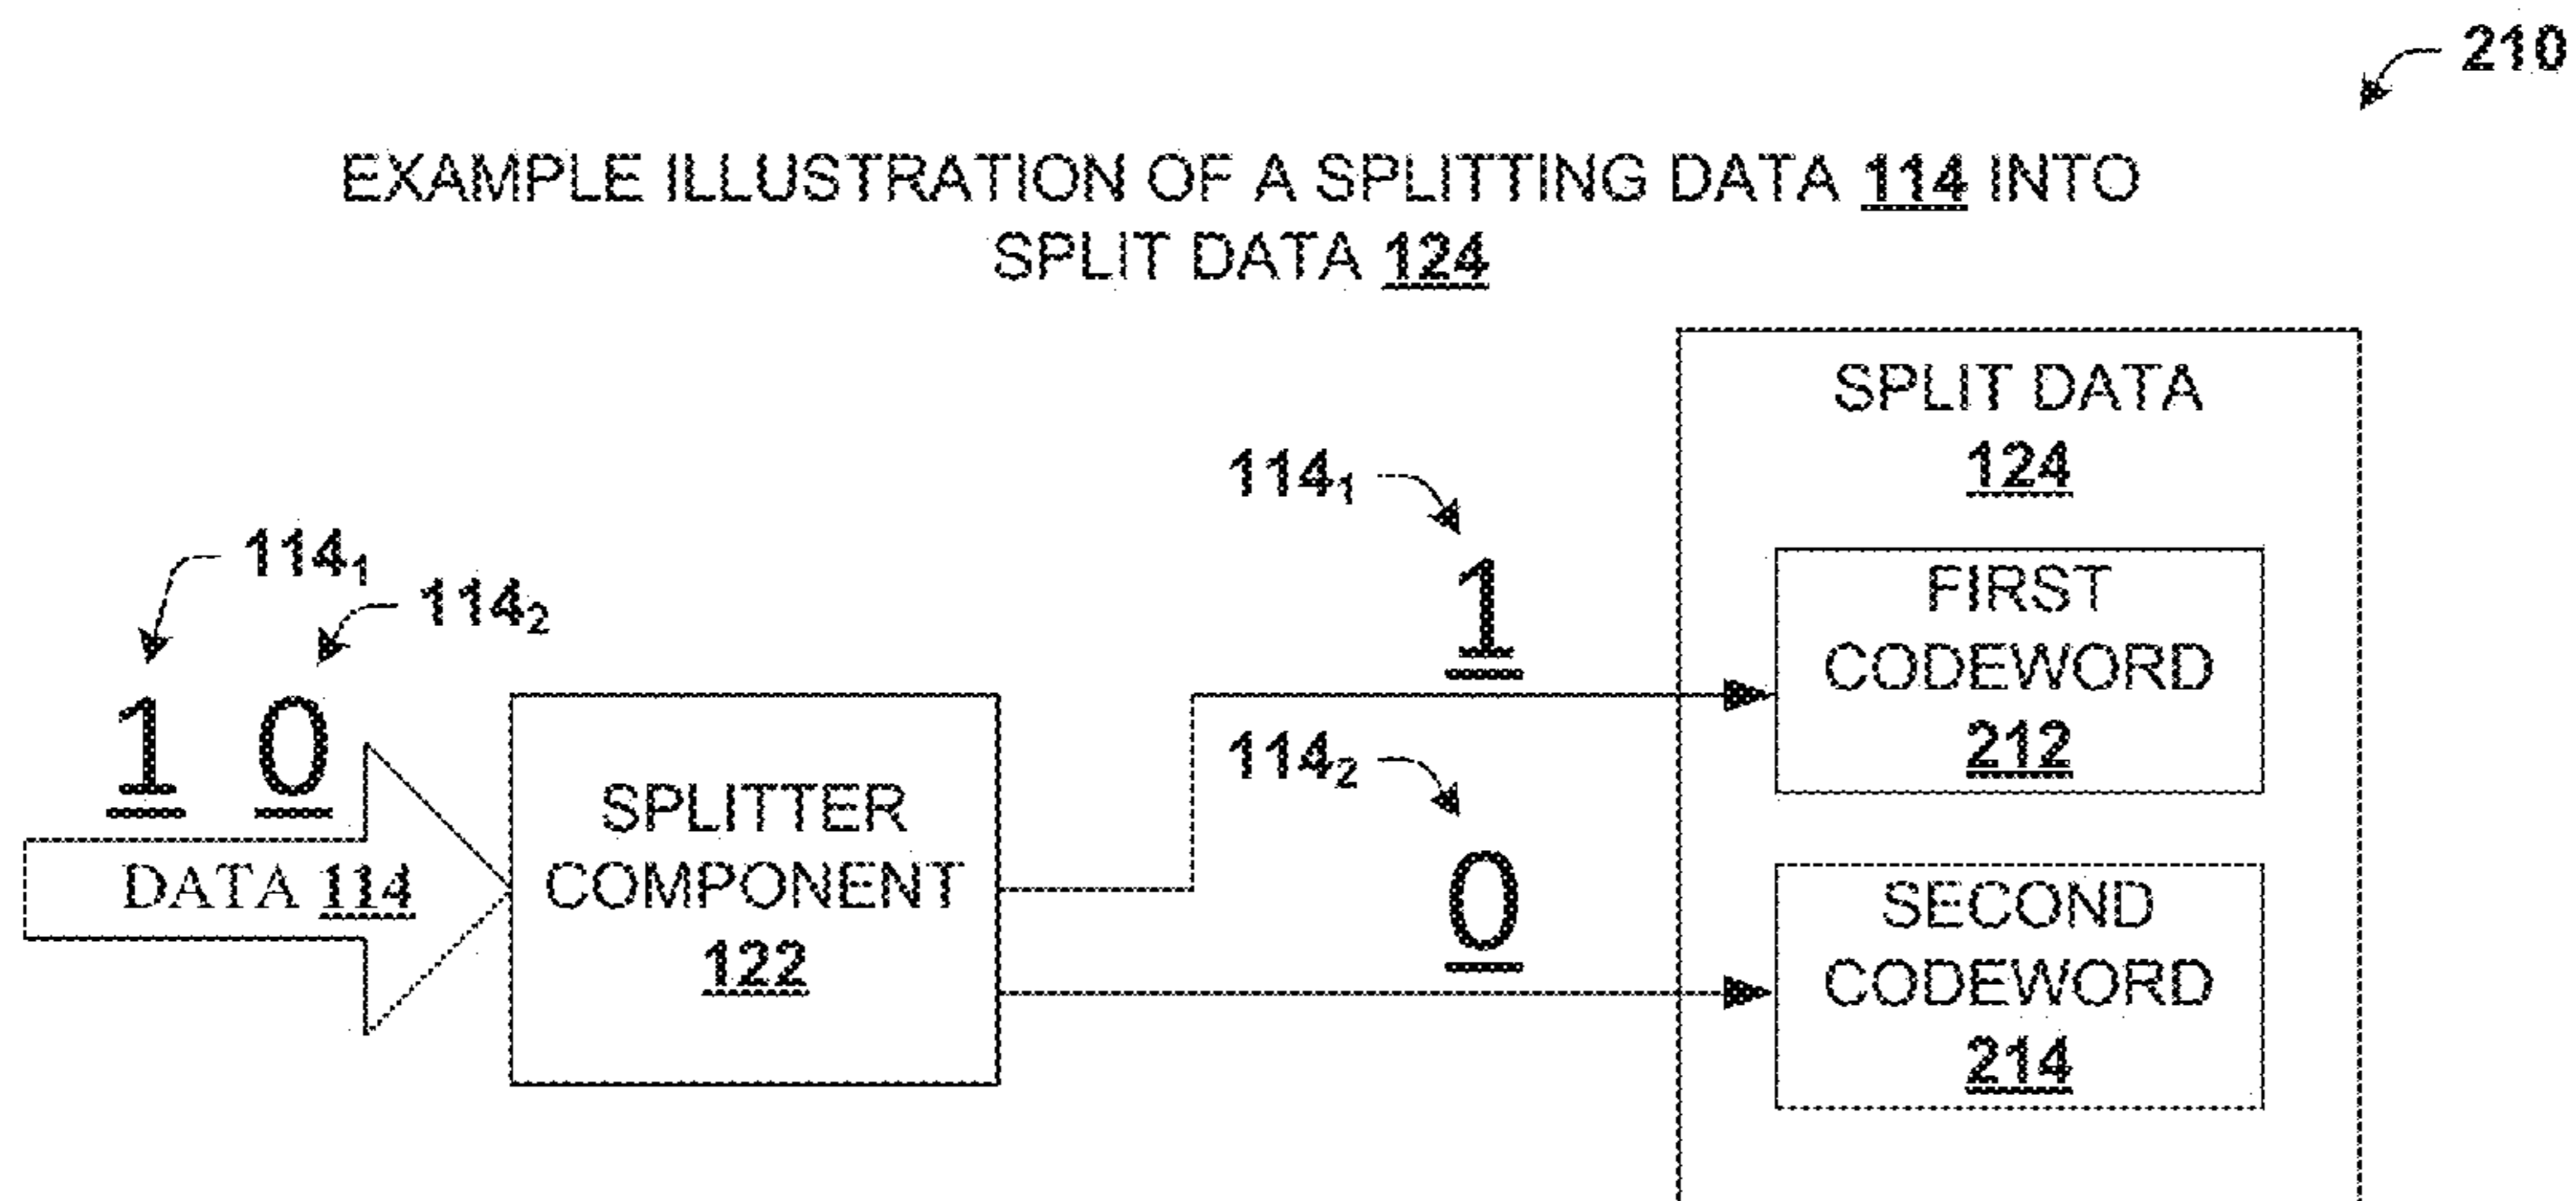 210
EXAMPLE ILLUSTRATION OF A SPLITTING DATA 114 INTO
SPLIT DATA 124
114₁
114₂
1 0
DATA 114
SPLITTER
COMPONENT
122
114₁
1
114₂
0
SPLIT DATA
124
FIRST
CODEWORD
212
SECOND
CODEWORD
214